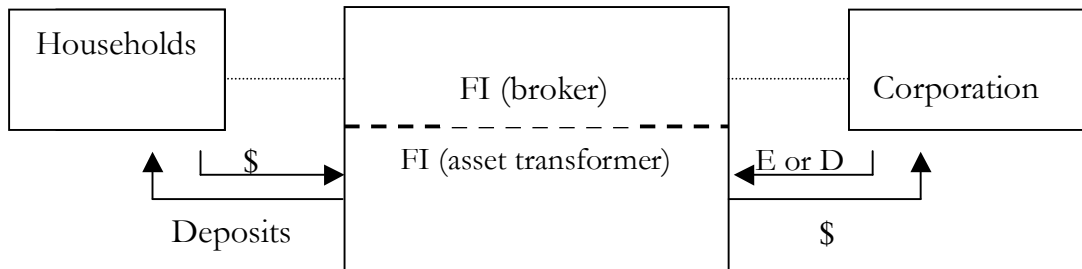 Households
FI (broker)
Corporation
FI (asset transformer)
$
E or D
Deposits
$